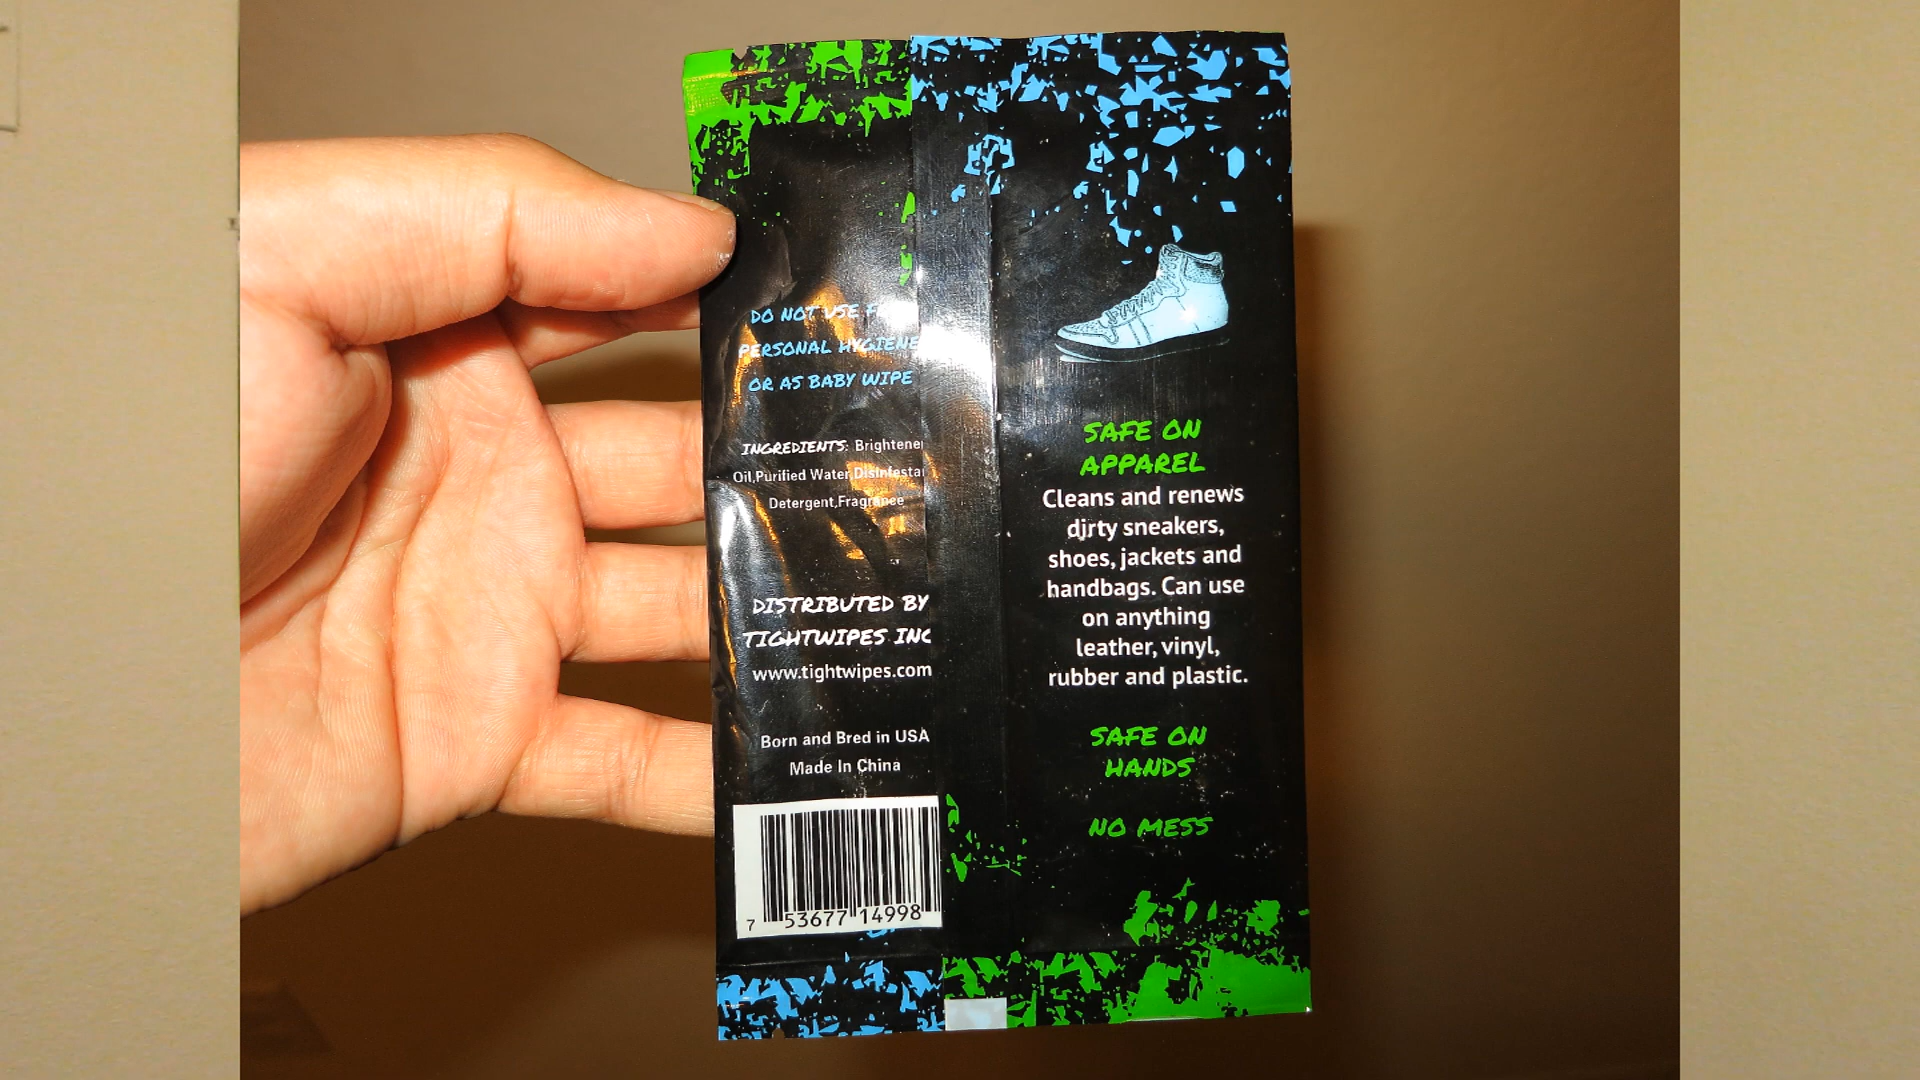 DO NOT USE
PERSONAL HYGIENE
OR AS BABY WIPE
INGREDIENTS: Brightener
Oil,Purified Water,Disinfestan
Detergent,Fragrance
DISTRIBUTED BY
TIGHTWIPES INC
www.tightwipes.com
Born and Bred in USA
Made In China
7 53677 14998
SAFE ON
APPAREL
Cleans and renews
dirty sneakers,
shoes, jackets and
handbags. Can use
on anything
leather, vinyl,
rubber and plastic.
SAFE ON
HANDS
NO MESS